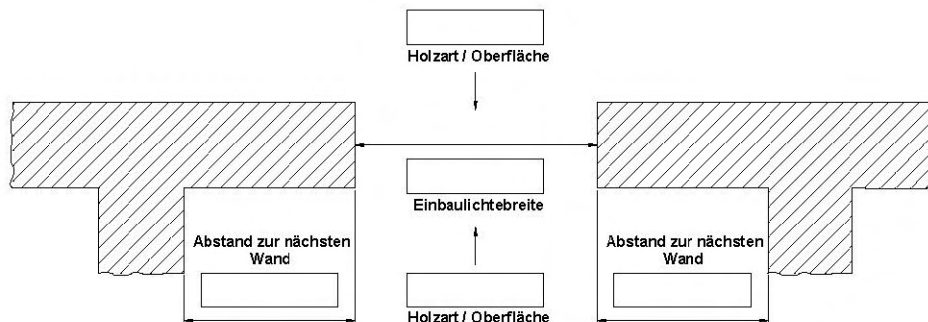 Holzart / Oberfläche
Einbaulichtebreite
Abstand zur nächsten
Wand
Abstand zur nächsten
Wand
Holzart / Oberfläche